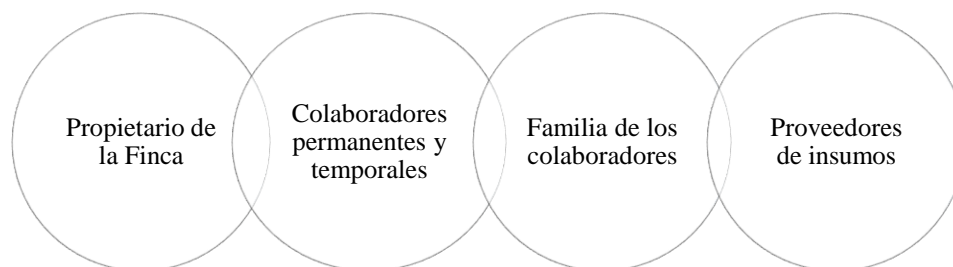 Propietario de
la Finca
Colaboradores
permanentes y
temporales
Familia de los
colaboradores
Proveedores
de insumos